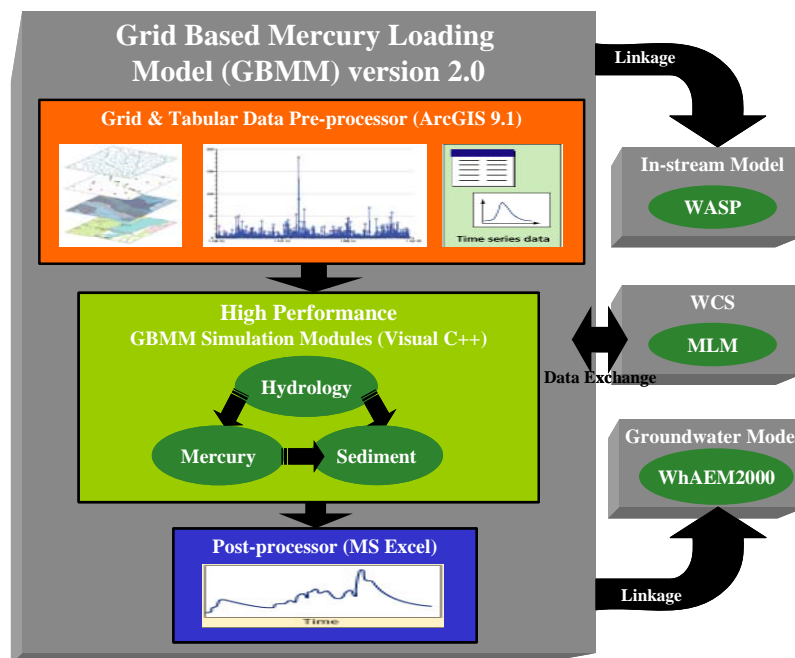 Grid Based Mercury Loading
Model (GBMM) version 2.0
Grid & Tabular Data Pre-processor (ArcGIS 9.1)
Time series data
High Performance
GBMM Simulation Modules (Visual C++)
Hydrology
Mercury
Sediment
Post-processor (MS Excel)
Time
Linkage
In-stream Model
WASP
WCS
MLM
Data Exchange
Groundwater Mode
WhAEM2000
Linkage